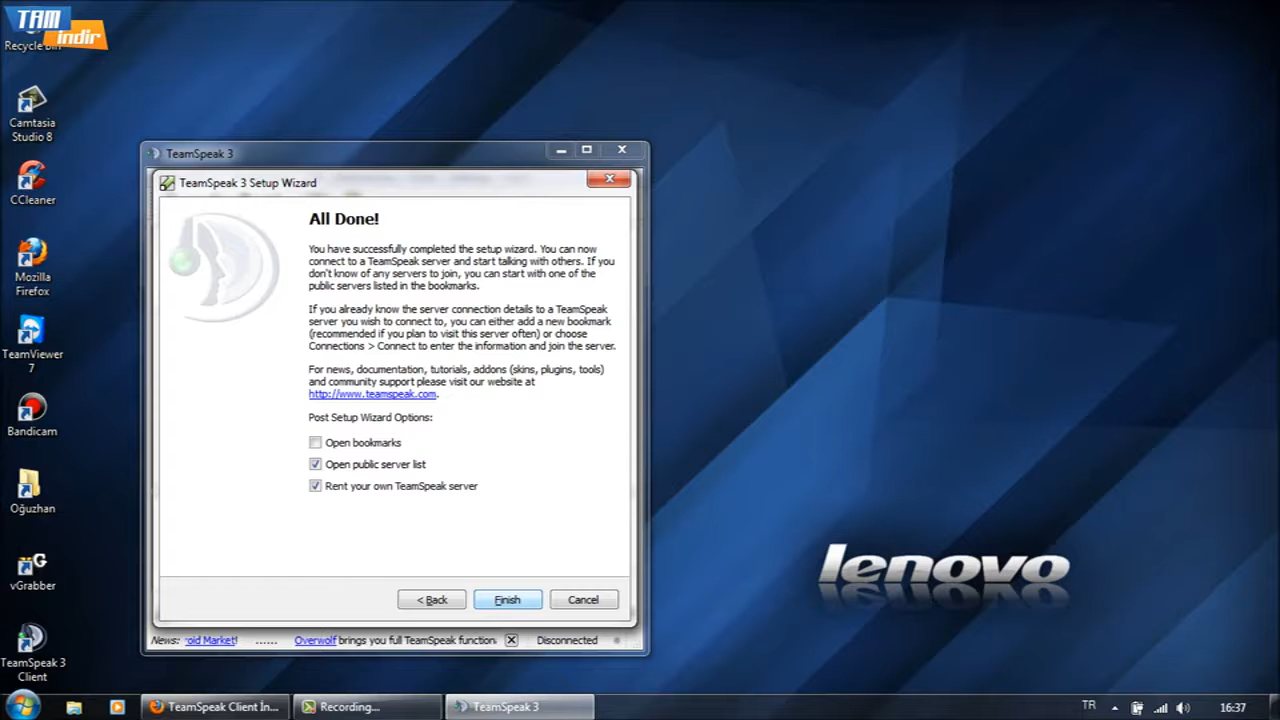 TAM
indir
Recycle Bin
Camtasia
Studio 8
CCleaner
Mozilla
Firefox
TeamViewer
7
Bandicam
Oğuzhan
vGrabber
TeamSpeak 3
Client
TeamSpeak 3
TeamSpeak 3 Setup Wizard
All Done!
You have successfully completed the setup wizard. You can now
connect to a TeamSpeak server and start talking with others. If you
don't know of any servers to join, you can start with one of the
public servers listed in the bookmarks.
If you already know the server connection details to a TeamSpeak
server you wish to connect to, you can either add a new bookmark
(recommended if you plan to visit this server often) or choose
Connections > Connect to enter the information and join the server.
For news, documentation, tutorials, addons (skins, plugins, tools)
and community support please visit our website at
http://www.teamspeak.com.
Post Setup Wizard Options:
Open bookmarks
Open public server list
Rent your own TeamSpeak server
< Back Finish Cancel
News: roid Market! ...... Overwolf brings you full TeamSpeak function Disconnected
lenovo
TeamSpeak Client İn... Recording... TeamSpeak 3 TR 16:37